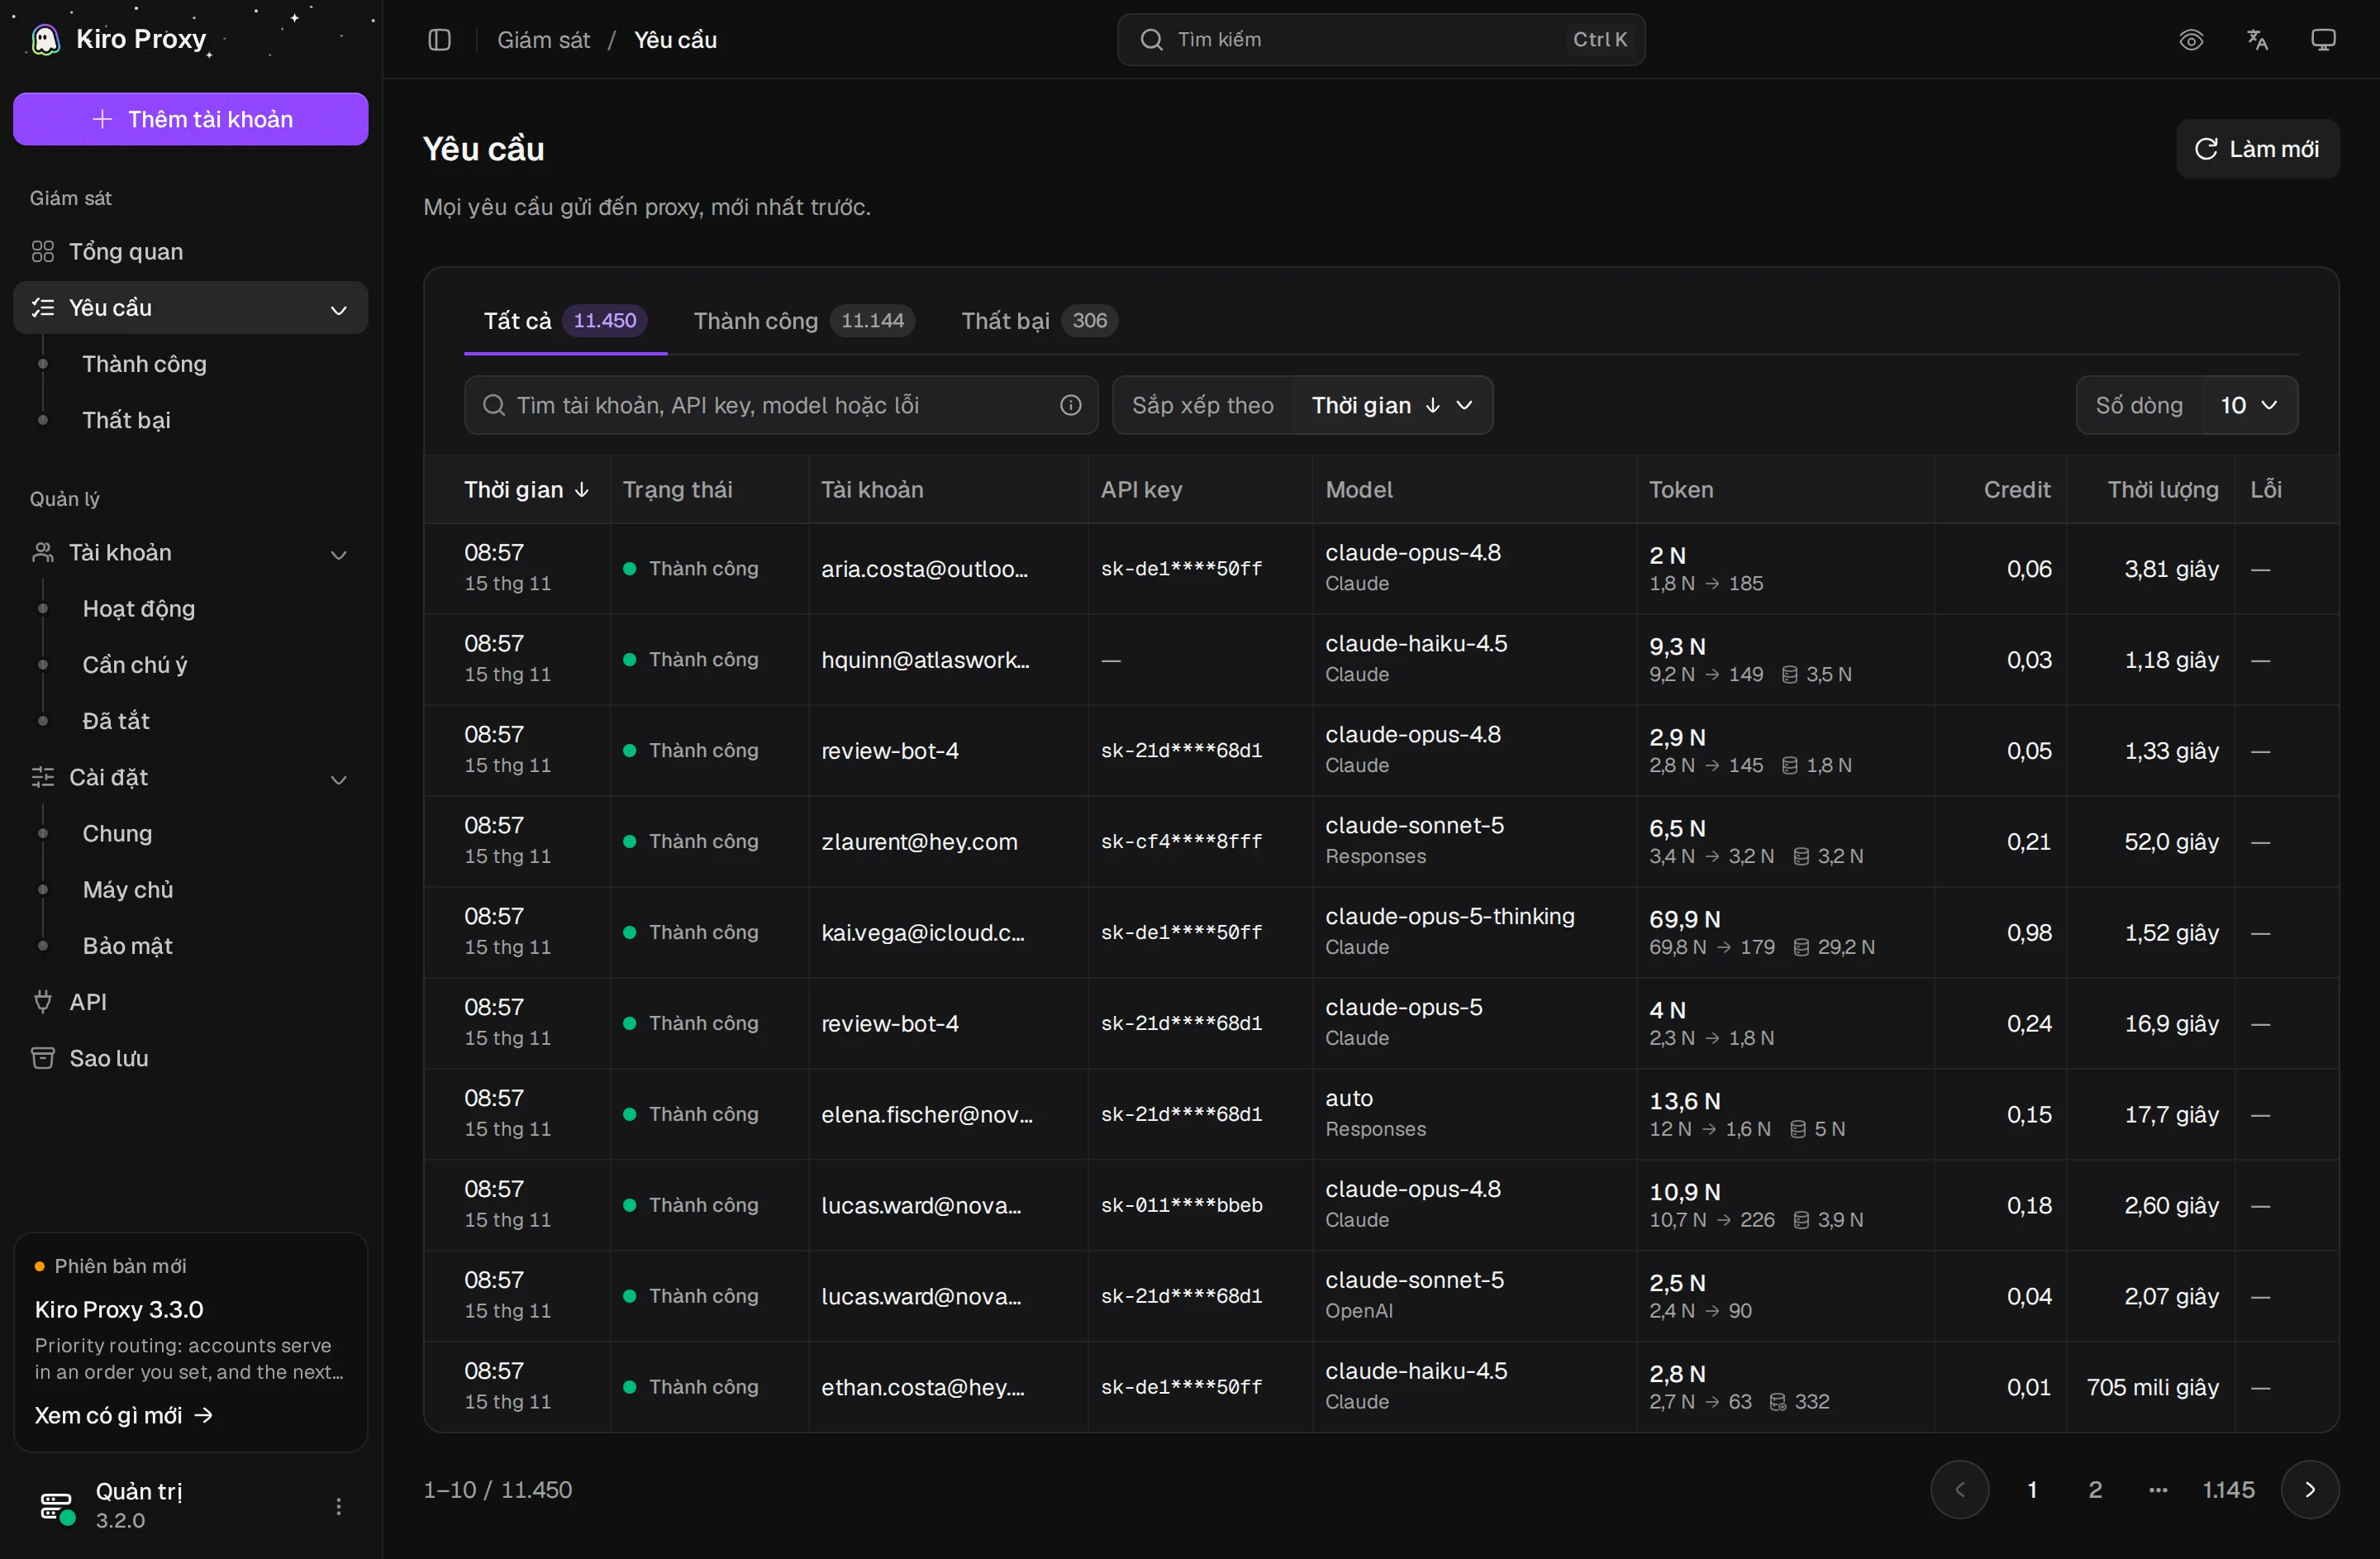 Kiro Proxy
Thêm tài khoản
Giám sát
Tổng quan
Yêu cầu
Thành công
Thất bại
Quản lý
Tài khoản
Hoạt động
Cần chú ý
Đã tắt
Cài đặt
Chung
Máy chủ
Bảo mật
API
Sao lưu
Phiên bản mới
Kiro Proxy 3.3.0
Priority routing: accounts serve
in an order you set, and the next...
Xem có gì mới →
Quản trị
3.2.0
Giám sát / Yêu cầu
Tìm kiếm Ctrl K
Yêu cầu
Làm mới
Mọi yêu cầu gửi đến proxy, mới nhất trước.
Tất cả 11.450 Thành công 11.144 Thất bại 306
Tìm tài khoản, API key, model hoặc lỗi Sắp xếp theo Thời gian ↓ Số dòng 10
Thời gian ↓ Trạng thái Tài khoản API key Model Token Credit Thời lượng Lỗi
08:57 claude-opus-4.8 2 N
Thành công aria.costa@outloo... sk-de1****50ff 0,06 3,81 giây —
15 thg 11 Claude 1,8 N → 185
08:57 claude-haiku-4.5 9,3 N
Thành công hquinn@atlaswork... — 0,03 1,18 giây —
15 thg 11 Claude 9,2 N → 149 3,5 N
08:57 claude-opus-4.8 2,9 N
Thành công review-bot-4 sk-21d****68d1 0,05 1,33 giây —
15 thg 11 Claude 2,8 N → 145 1,8 N
08:57 claude-sonnet-5 6,5 N
Thành công zlaurent@hey.com sk-cf4****8fff 0,21 52,0 giây —
15 thg 11 Responses 3,4 N → 3,2 N 3,2 N
08:57 claude-opus-5-thinking 69,9 N
Thành công kai.vega@icloud.c... sk-de1****50ff 0,98 1,52 giây —
15 thg 11 Claude 69,8 N → 179 29,2 N
08:57 claude-opus-5 4 N
Thành công review-bot-4 sk-21d****68d1 0,24 16,9 giây —
15 thg 11 Claude 2,3 N → 1,8 N
08:57 auto 13,6 N
Thành công elena.fischer@nov... sk-21d****68d1 0,15 17,7 giây —
15 thg 11 Responses 12 N → 1,6 N 5 N
08:57 claude-opus-4.8 10,9 N
Thành công lucas.ward@nova... sk-011****bbeb 0,18 2,60 giây —
15 thg 11 Claude 10,7 N → 226 3,9 N
08:57 claude-sonnet-5 2,5 N
Thành công lucas.ward@nova... sk-21d****68d1 0,04 2,07 giây —
15 thg 11 OpenAI 2,4 N → 90
08:57 claude-haiku-4.5 2,8 N
Thành công ethan.costa@hey.... sk-de1****50ff 0,01 705 mili giây —
15 thg 11 Claude 2,7 N → 63 332
1–10 / 11.450 1 2 ... 1.145